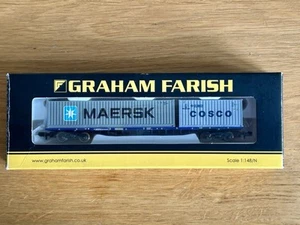 GRAHAM FARISH
MAERSK
COSCO
www.grahamfarish.co.uk
Scale 1:148/N